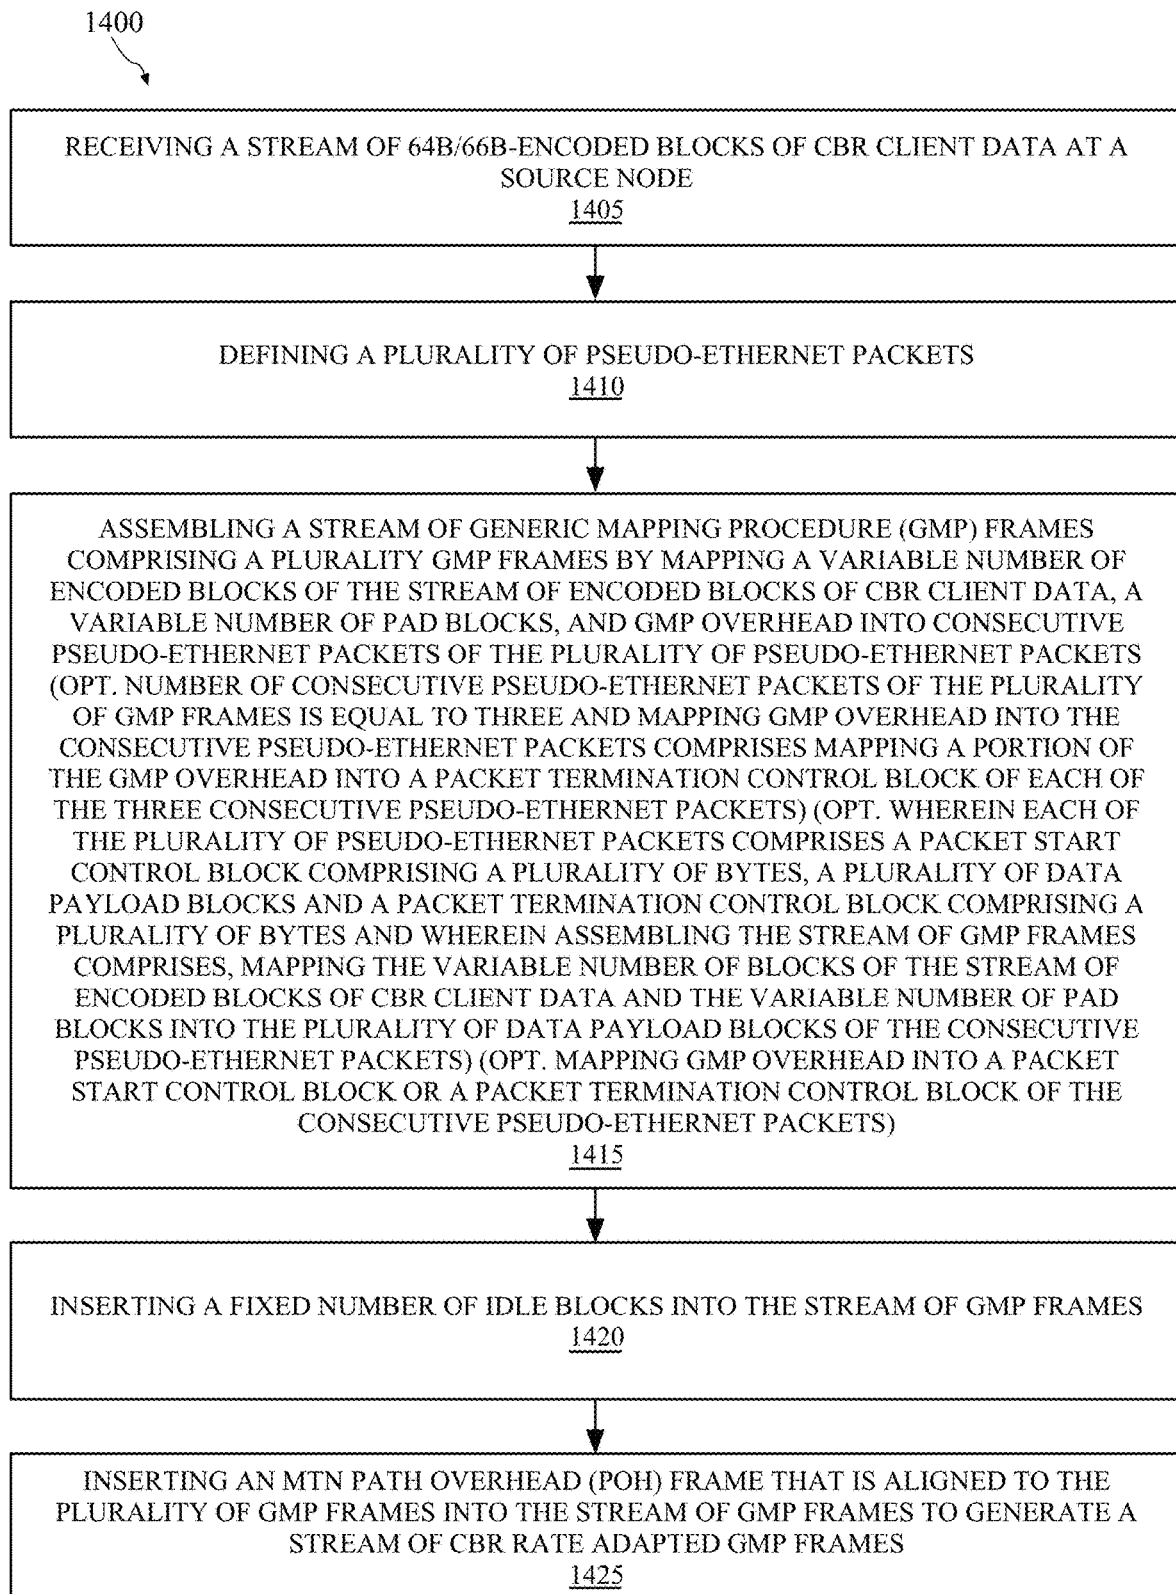 1400
RECEIVING A STREAM OF 64B/66B-ENCODED BLOCKS OF CBR CLIENT DATA AT A
SOURCE NODE
1405
DEFINING A PLURALITY OF PSEUDO-ETHERNET PACKETS
1410
ASSEMBLING A STREAM OF GENERIC MAPPING PROCEDURE (GMP) FRAMES
COMPRISING A PLURALITY GMP FRAMES BY MAPPING A VARIABLE NUMBER OF
ENCODED BLOCKS OF THE STREAM OF ENCODED BLOCKS OF CBR CLIENT DATA, A
VARIABLE NUMBER OF PAD BLOCKS, AND GMP OVERHEAD INTO CONSECUTIVE
PSEUDO-ETHERNET PACKETS OF THE PLURALITY OF PSEUDO-ETHERNET PACKETS
(OPT. NUMBER OF CONSECUTIVE PSEUDO-ETHERNET PACKETS OF THE PLURALITY
OF GMP FRAMES IS EQUAL TO THREE AND MAPPING GMP OVERHEAD INTO THE
CONSECUTIVE PSEUDO-ETHERNET PACKETS COMPRISES MAPPING A PORTION OF
THE GMP OVERHEAD INTO A PACKET TERMINATION CONTROL BLOCK OF EACH OF
THE THREE CONSECUTIVE PSEUDO-ETHERNET PACKETS) (OPT. WHEREIN EACH OF
THE PLURALITY OF PSEUDO-ETHERNET PACKETS COMPRISES A PACKET START
CONTROL BLOCK COMPRISING A PLURALITY OF BYTES, A PLURALITY OF DATA
PAYLOAD BLOCKS AND A PACKET TERMINATION CONTROL BLOCK COMPRISING A
PLURALITY OF BYTES AND WHEREIN ASSEMBLING THE STREAM OF GMP FRAMES
COMPRISES, MAPPING THE VARIABLE NUMBER OF BLOCKS OF THE STREAM OF
ENCODED BLOCKS OF CBR CLIENT DATA AND THE VARIABLE NUMBER OF PAD
BLOCKS INTO THE PLURALITY OF DATA PAYLOAD BLOCKS OF THE CONSECUTIVE
PSEUDO-ETHERNET PACKETS) (OPT. MAPPING GMP OVERHEAD INTO A PACKET
START CONTROL BLOCK OR A PACKET TERMINATION CONTROL BLOCK OF THE
CONSECUTIVE PSEUDO-ETHERNET PACKETS)
1415
INSERTING A FIXED NUMBER OF IDLE BLOCKS INTO THE STREAM OF GMP FRAMES
1420
INSERTING AN MTN PATH OVERHEAD (POH) FRAME THAT IS ALIGNED TO THE
PLURALITY OF GMP FRAMES INTO THE STREAM OF GMP FRAMES TO GENERATE A
STREAM OF CBR RATE ADAPTED GMP FRAMES
1425